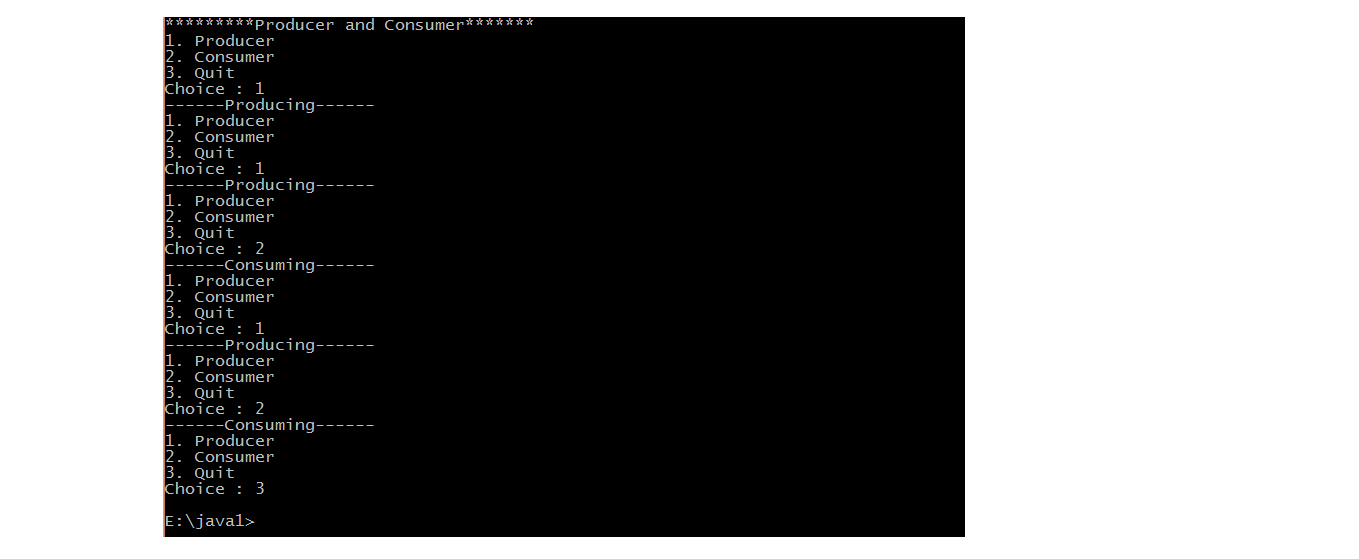 *********Producer and Consumer*******
1. Producer
2. Consumer
3. Quit
Choice : 1
------Producing------
1. Producer
2. Consumer
3. Quit
Choice : 1
------Producing------
1. Producer
2. Consumer
3. Quit
Choice : 2
------Consuming------
1. Producer
2. Consumer
3. Quit
Choice : 1
------Producing------
1. Producer
2. Consumer
3. Quit
Choice : 2
------Consuming------
1. Producer
2. Consumer
3. Quit
Choice : 3
E:\java1>